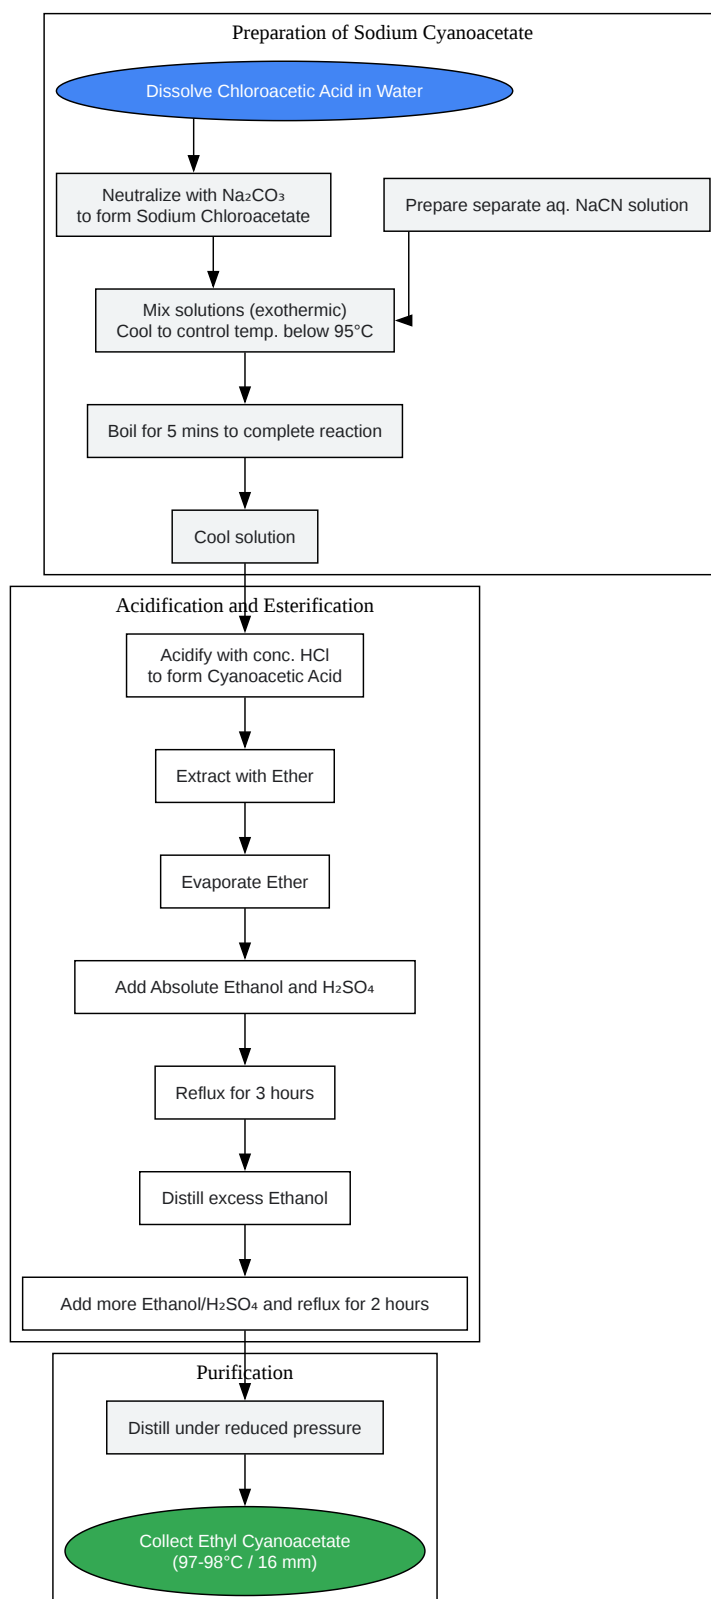 Preparation of Sodium Cyanoacetate
Dissolve Chloroacetic Acid in Water
Neutralize with Na₂CO₃
to form Sodium Chloroacetate
Prepare separate aq. NaCN solution
Mix solutions (exothermic)
Cool to control temp. below 95°C
Boil for 5 mins to complete reaction
Cool solution
Acidification and Esterification
Acidify with conc. HCl
to form Cyanoacetic Acid
Extract with Ether
Evaporate Ether
Add Absolute Ethanol and H₂SO₄
Reflux for 3 hours
Distill excess Ethanol
Add more Ethanol/H₂SO₄ and reflux for 2 hours
Purification
Distill under reduced pressure
Collect Ethyl Cyanoacetate
(97-98°C / 16 mm)